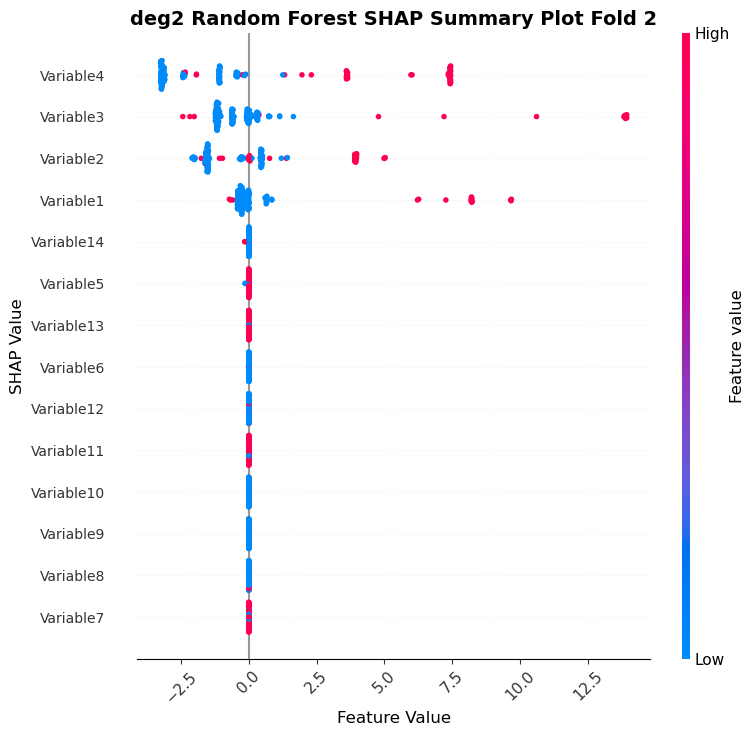 deg2 Random Forest SHAP Summary Plot Fold 2
High
Variable4
Variable3
Variable2
Variable1
Variable14
Variable5
Variable13
Variable6
Variable12
Variable11
Variable10
Variable9
Variable8
Variable7
SHAP Value
Feature value
Low
−2.5 0.0 2.5 5.0 7.5 10.0 12.5
Feature Value